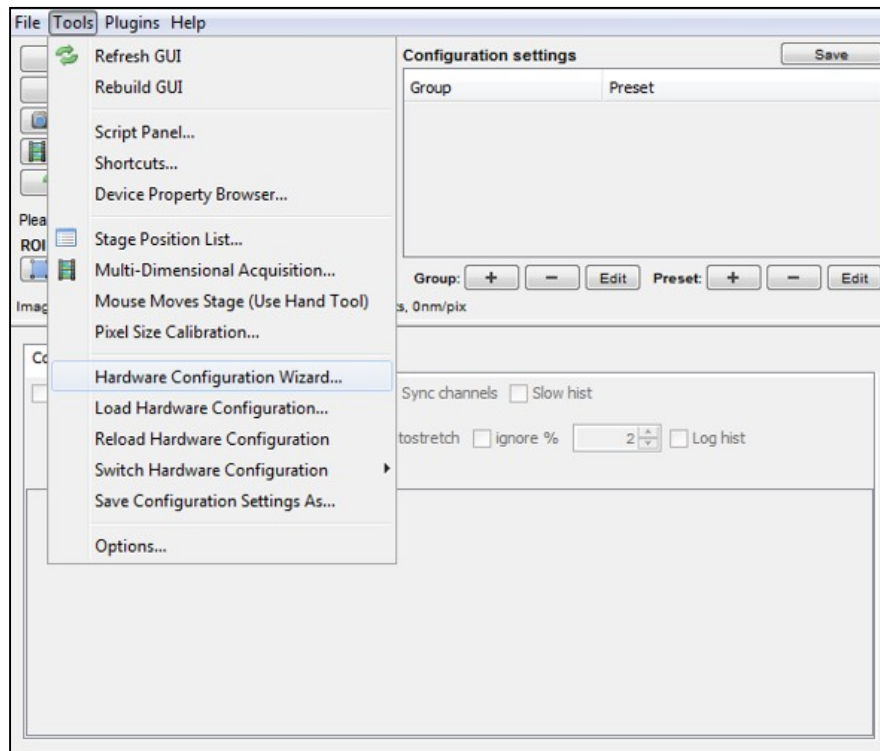 File Tools Plugins Help
Refresh GUI
Rebuild GUI
Script Panel...
Shortcuts...
Device Property Browser...
Stage Position List...
Multi-Dimensional Acquisition...
Mouse Moves Stage (Use Hand Tool)
Pixel Size Calibration...
Hardware Configuration Wizard...
Load Hardware Configuration...
Reload Hardware Configuration
Switch Hardware Configuration
Save Configuration Settings As...
Options...
Configuration settings Save
Group Preset
Group: + − Edit Preset: + − Edit
Plea
ROI
Imag s, 0nm/pix
Co
Sync channels Slow hist
tostretch ignore % 2 Log hist